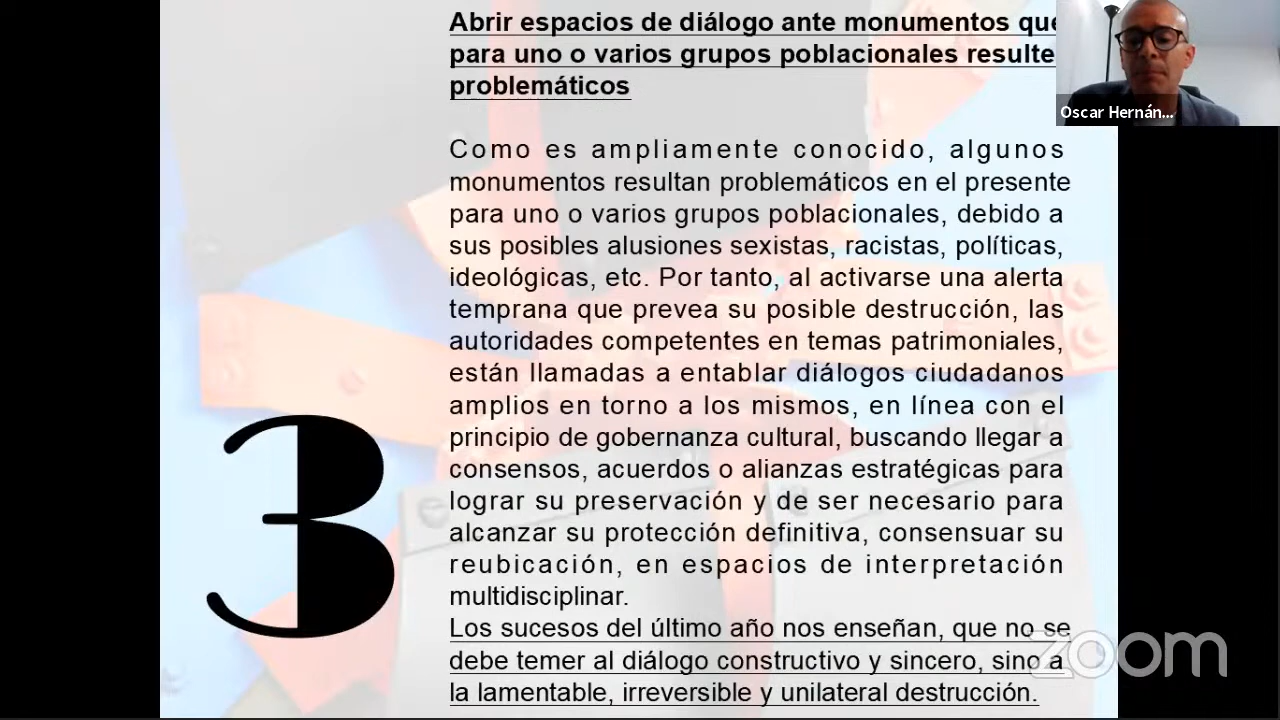 Abrir espacios de diálogo ante monumentos que
para uno o varios grupos poblacionales resulte
problemáticos
Oscar Hernán...
Como es ampliamente conocido, algunos
monumentos resultan problemáticos en el presente
para uno o varios grupos poblacionales, debido a
sus posibles alusiones sexistas, racistas, políticas,
ideológicas, etc. Por tanto, al activarse una alerta
temprana que prevea su posible destrucción, las
autoridades competentes en temas patrimoniales,
están llamadas a entablar diálogos ciudadanos
amplios en torno a los mismos, en línea con el
principio de gobernanza cultural, buscando llegar a
consensos, acuerdos o alianzas estratégicas para
lograr su preservación y de ser necesario para
alcanzar su protección definitiva, consensuar su
reubicación, en espacios de interpretación
multidisciplinar.
Los sucesos del último año nos enseñan, que no se
debe temer al diálogo constructivo y sincero, sino a
la lamentable, irreversible y unilateral destrucción.
3
zoom